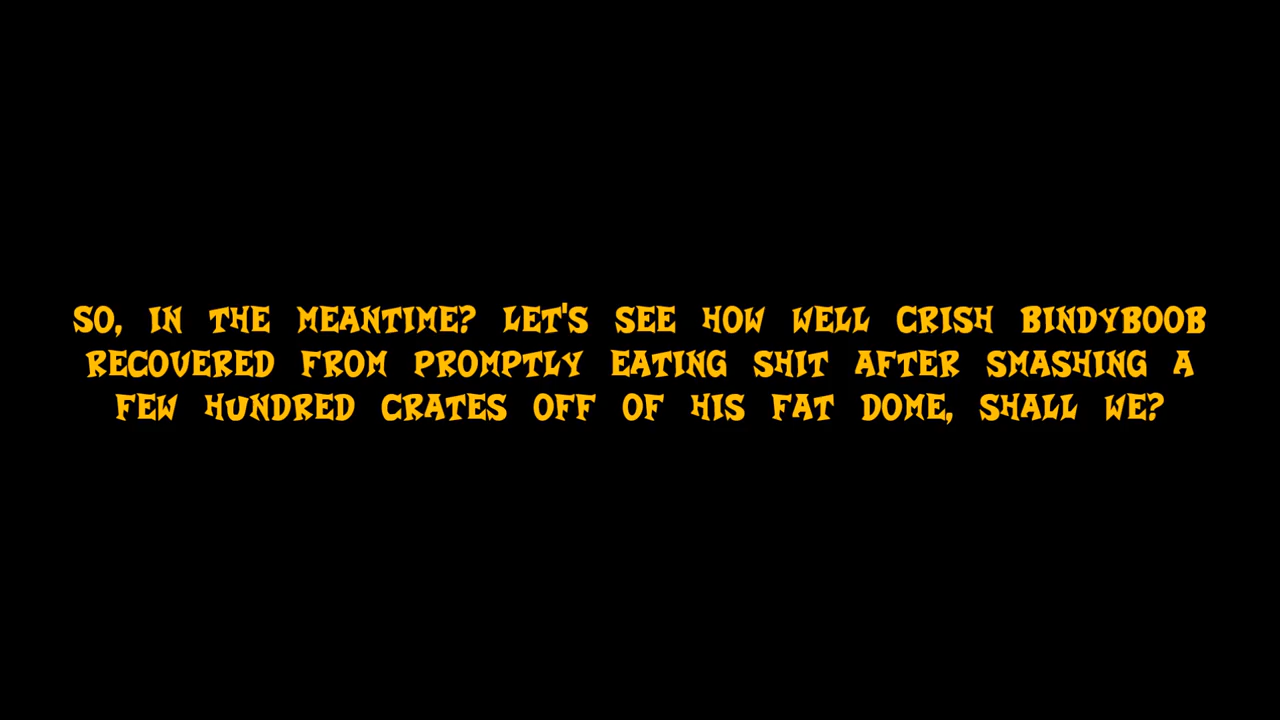 SO, IN THE MEANTIME? LET'S SEE HOW WELL CRISH BINDYBOOB
RECOVERED FROM PROMPTLY EATING SHIT AFTER SMASHING A
FEW HUNDRED CRATES OFF OF HIS FAT DOME, SHALL WE?